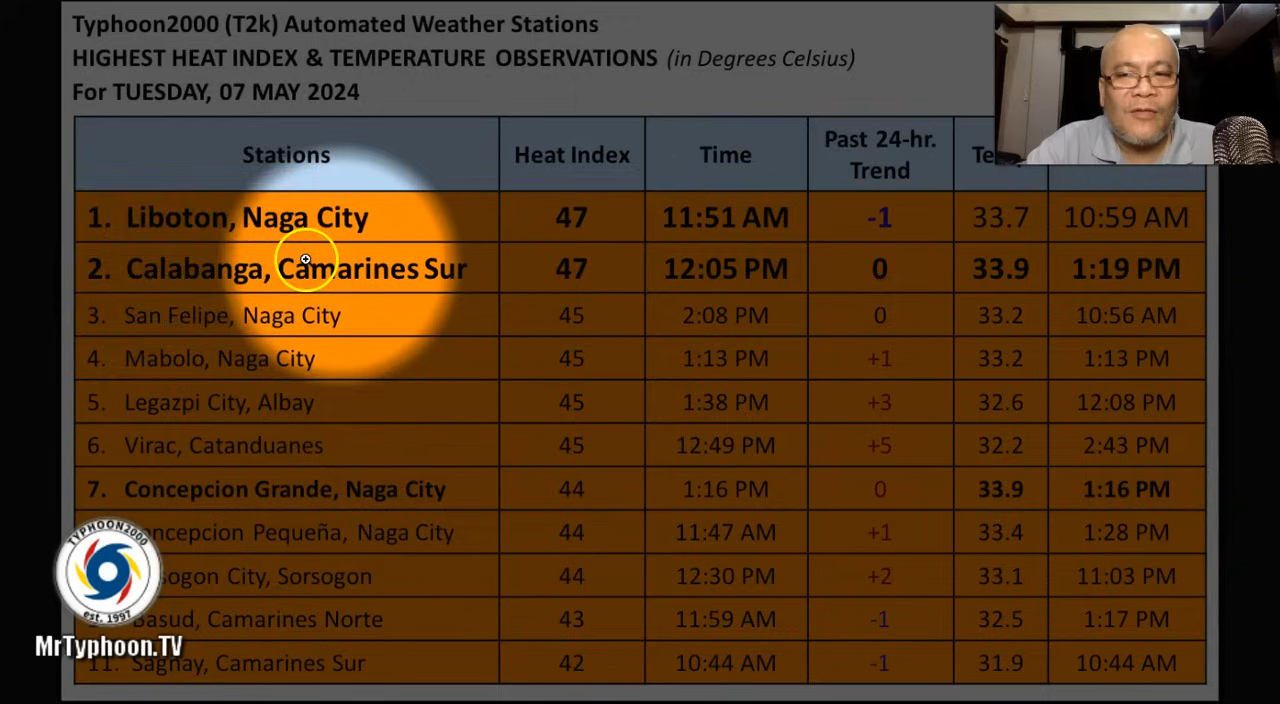 Typhoon2000 (T2k) Automated Weather Stations
HIGHEST HEAT INDEX & TEMPERATURE OBSERVATIONS (in Degrees Celsius)
For TUESDAY, 07 MAY 2024
Stations Heat Index Time Past 24-hr. Trend
1. Liboton, Naga City 47 11:51 AM -1 33.7 10:59 AM
2. Calabanga, Camarines Sur 47 12:05 PM 0 33.9 1:19 PM
3. San Felipe, Naga City 45 2:08 PM 0 33.2 10:56 AM
4. Mabolo, Naga City 45 1:13 PM +1 33.2 1:13 PM
5. Legazpi City, Albay 45 1:38 PM +3 32.6 12:08 PM
6. Virac, Catanduanes 45 12:49 PM +5 32.2 2:43 PM
7. Concepcion Grande, Naga City 44 1:16 PM 0 33.9 1:16 PM
Pequeña, Naga City 44 11:47 AM +1 33.4 1:28 PM
City, Sorsogon 44 12:30 PM +2 33.1 11:03 PM
Basud, Camarines Norte 43 11:59 AM -1 32.5 1:17 PM
11. Sagnay, Camarines Sur 42 10:44 AM -1 31.9 10:44 AM
TYPHOON2000
est. 1997
MrTyphoon.TV